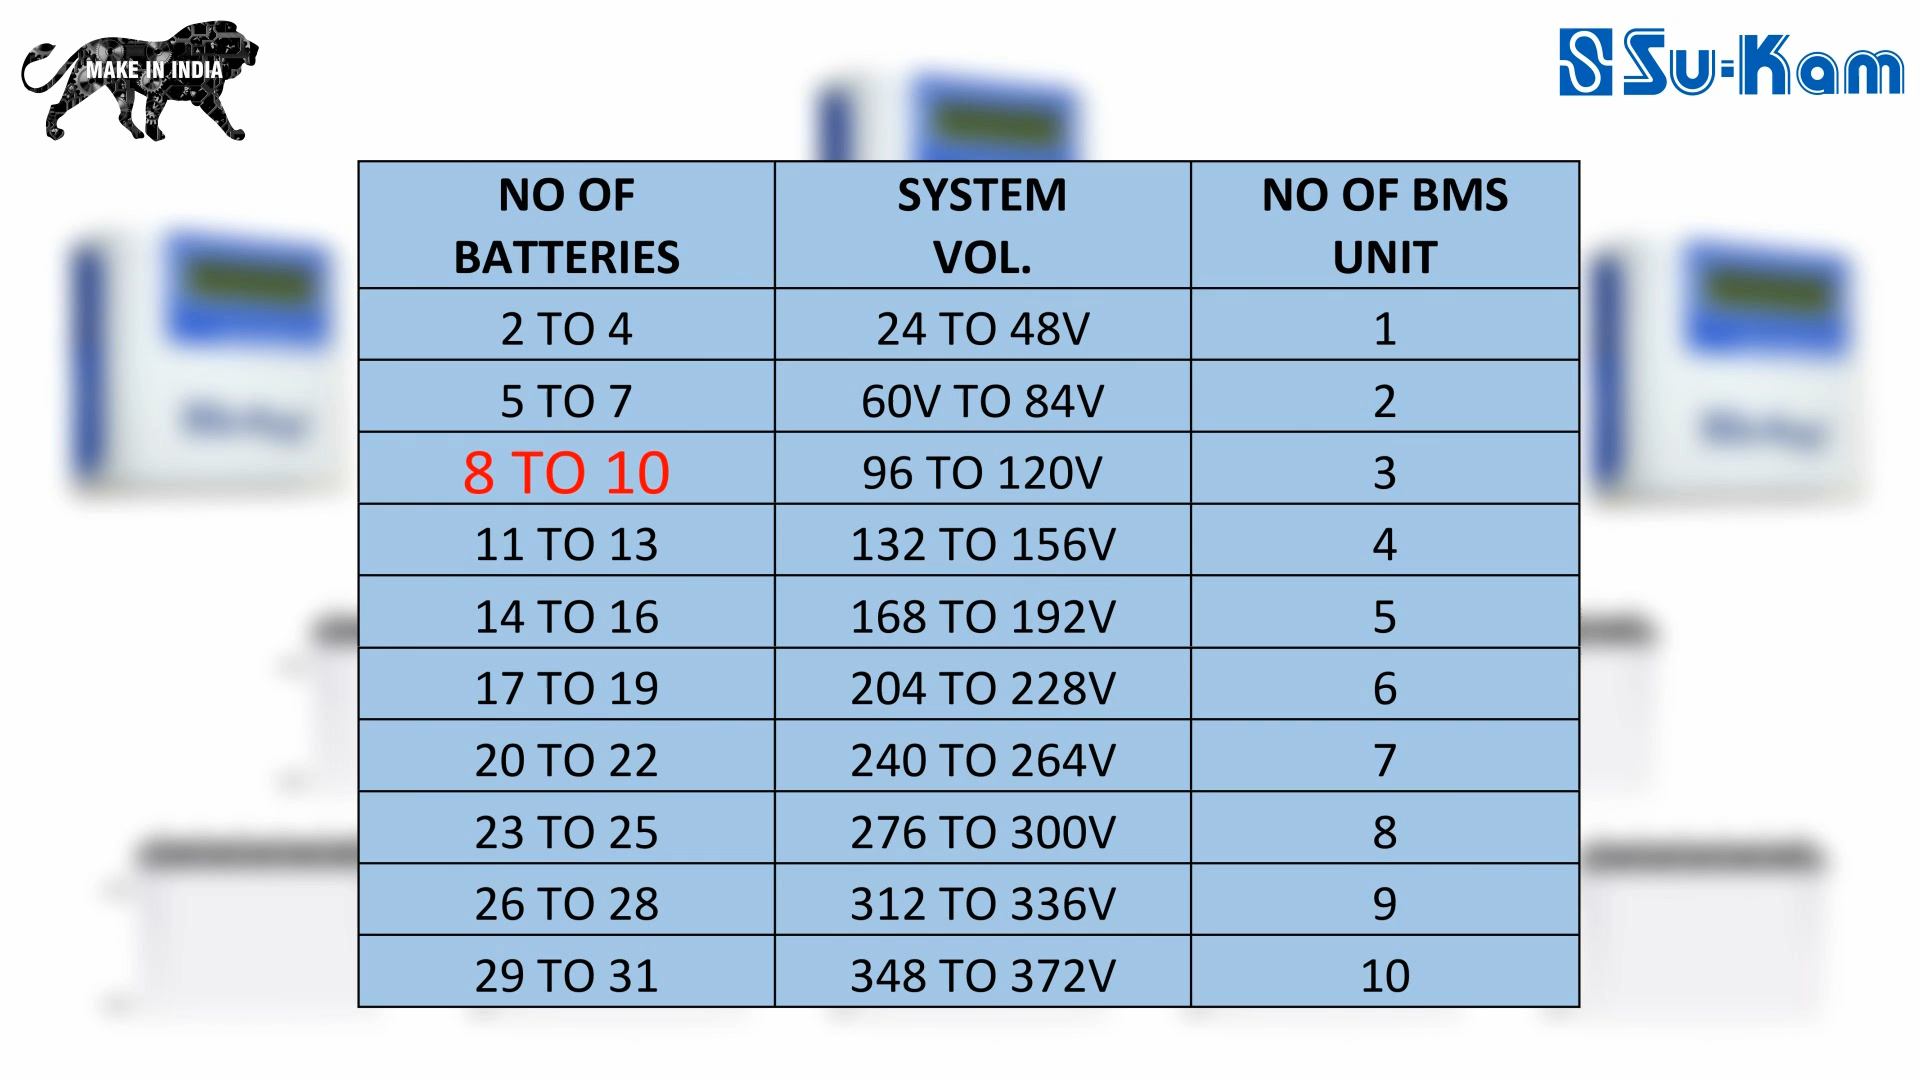 MAKE IN INDIA
Su-Kam
NO OF
BATTERIES
SYSTEM
VOL.
NO OF BMS
UNIT
2 TO 4
24 TO 48V
1
5 TO 7
60V TO 84V
2
8 TO 10
96 TO 120V
3
11 TO 13
132 TO 156V
4
14 TO 16
168 TO 192V
5
17 TO 19
204 TO 228V
6
20 TO 22
240 TO 264V
7
23 TO 25
276 TO 300V
8
26 TO 28
312 TO 336V
9
29 TO 31
348 TO 372V
10